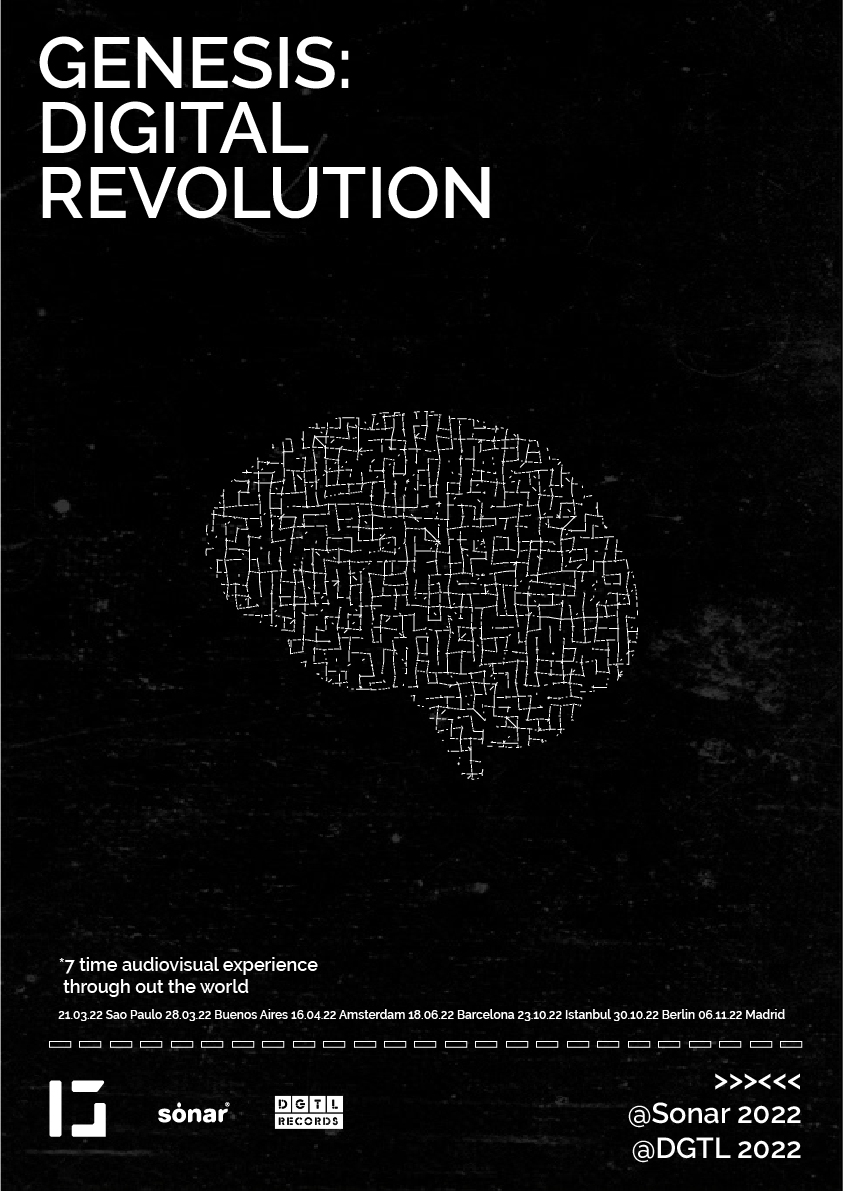 GENESIS:
DIGITAL
REVOLUTION
*7 time audiovisual experience
through out the world
21.03.22 Sao Paulo 28.03.22 Buenos Aires 16.04.22 Amsterdam 18.06.22 Barcelona 23.10.22 Istanbul 30.10.22 Berlin 06.11.22 Madrid
>>><<<
@Sonar 2022
@DGTL 2022
sónar®
DGTL
RECORDS